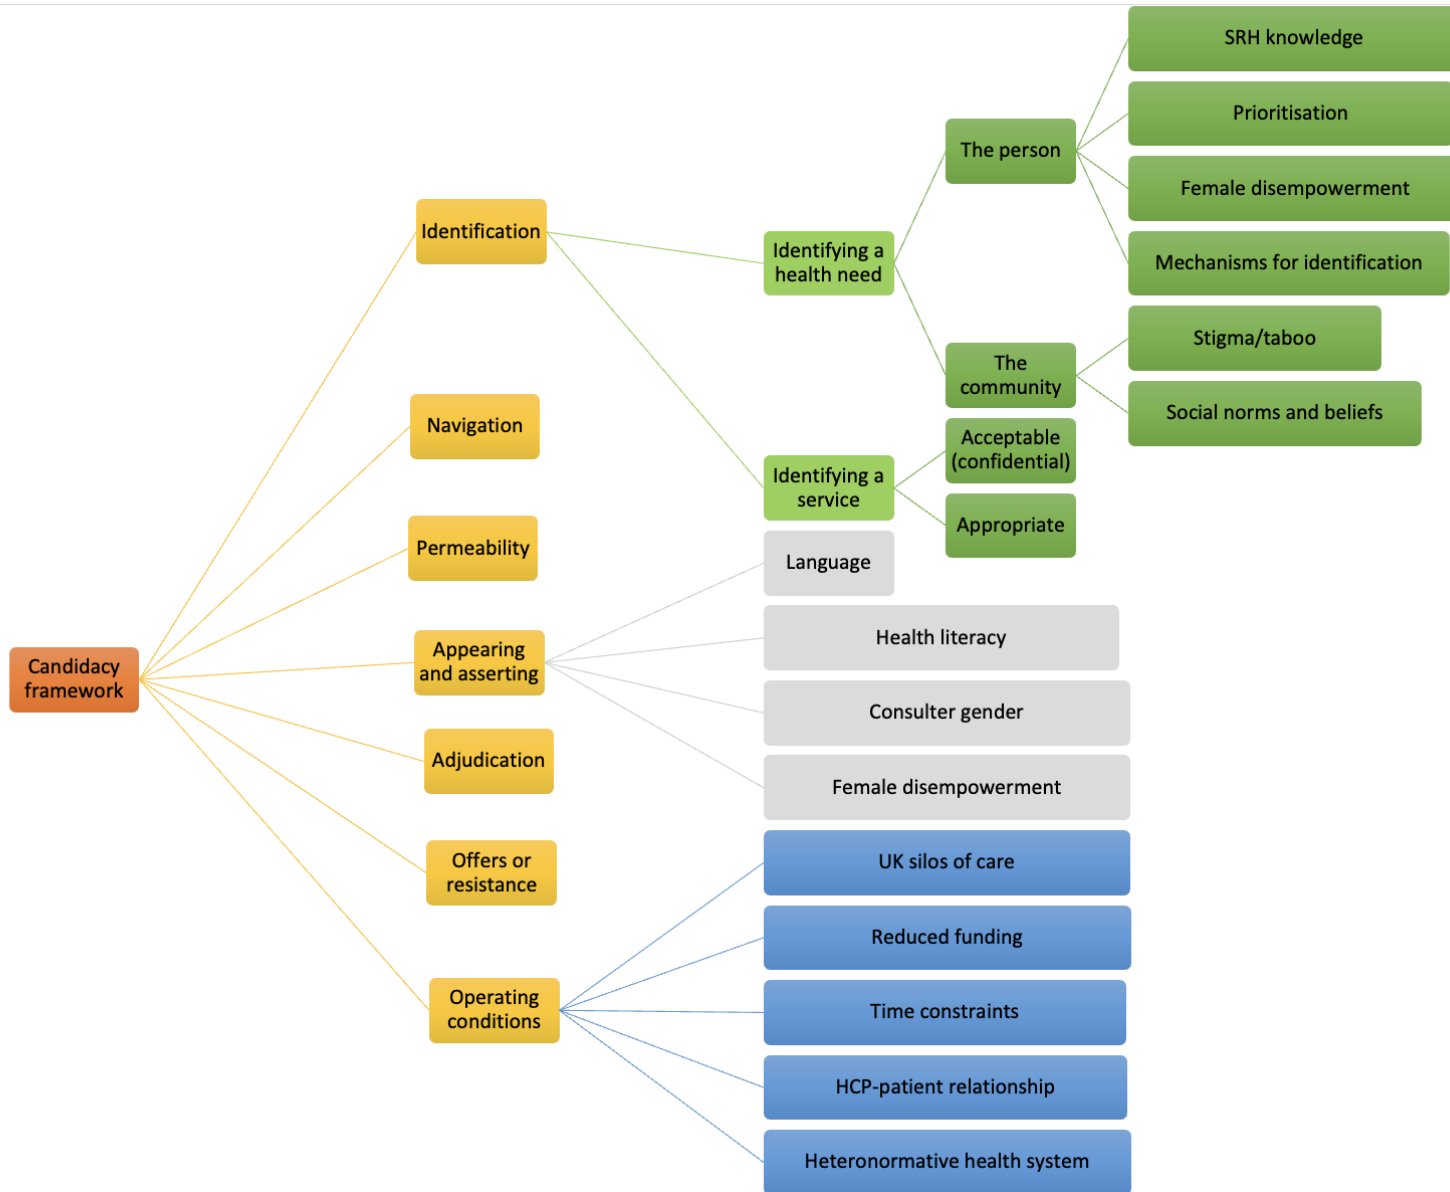 SRH knowledge
Prioritisation
The person
Female disempowerment
Identification
Identifying a
health need
Mechanisms for identification
Stigma/taboo
The
community
Social norms and beliefs
Navigation
Acceptable
(confidential)
Identifying a
service
Appropriate
Permeability
Language
Candidacy
framework
Appearing
and asserting
Health literacy
Consulter gender
Adjudication
Female disempowerment
Offers or
resistance
UK silos of care
Reduced funding
Operating
conditions
Time constraints
HCP-patient relationship
Heteronormative health system